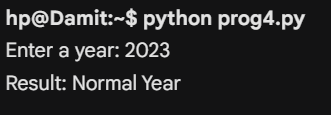 hp@Damit:~$ python prog4.py
Enter a year: 2023
Result: Normal Year